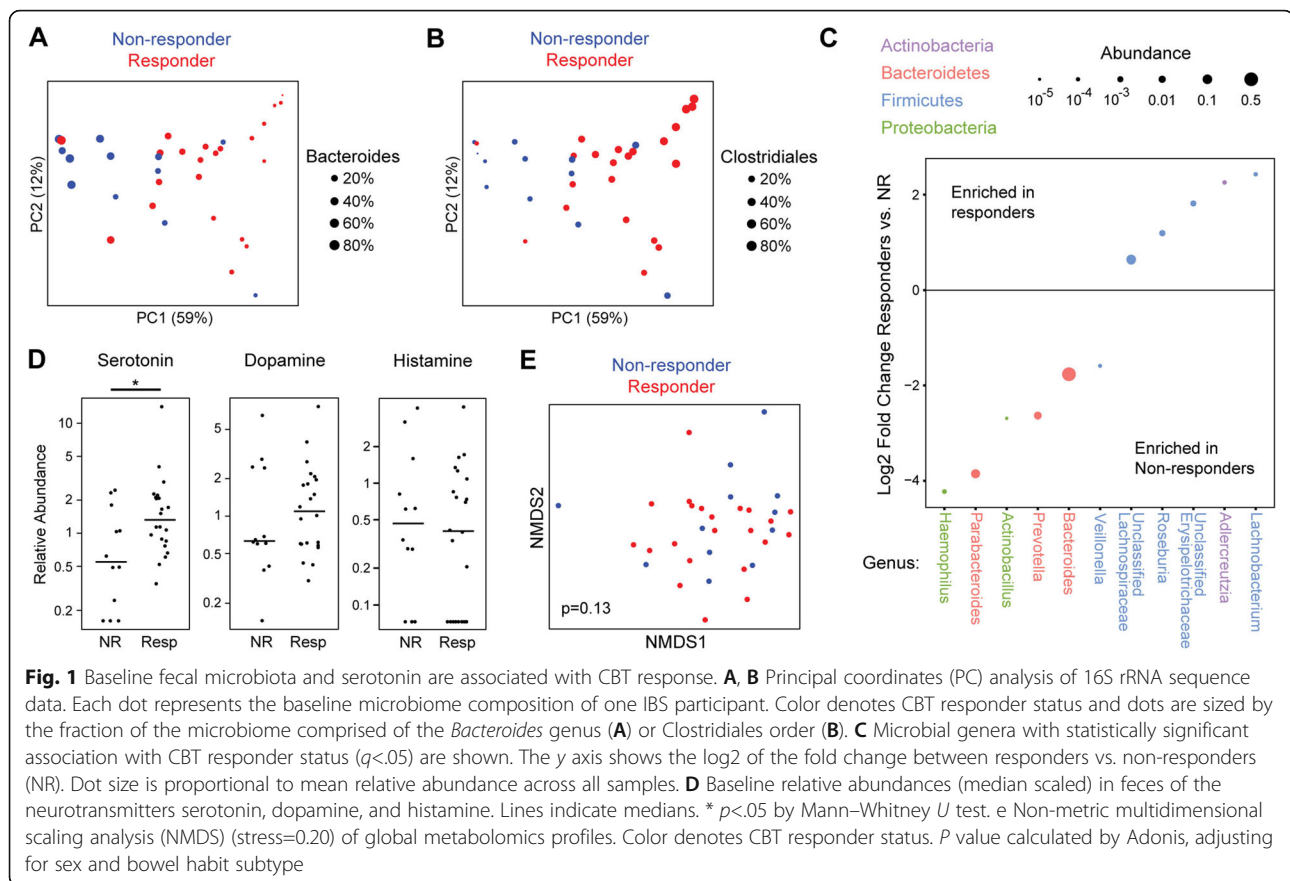 A
Non-responder
Responder
PC2 (12%)
PC1 (59%)
Bacteroides
20%
40%
60%
80%
B
Non-responder
Responder
PC2 (12%)
PC1 (59%)
Clostridiales
20%
40%
60%
80%
C
Actinobacteria
Bacteroidetes
Firmicutes
Proteobacteria
Abundance
10⁻⁵ 10⁻⁴ 10⁻³ 0.01 0.1 0.5
Log2 Fold Change Responders vs. NR
2
0
−2
−4
Enriched in
responders
Enriched in
Non-responders
Genus:
Haemophilus
Parabacteroides
Actinobacillus
Prevotella
Bacteroides
Veillonella
Unclassified
Lachnospiraceae
Roseburia
Unclassified
Erysipelotrichaceae
Adlercreutzia
Lachnobacterium
D
Serotonin
*
Relative Abundance
10
5
2
1
0.5
0.2
NR Resp
Dopamine
5
2
1
0.5
0.2
NR Resp
Histamine
2
1
0.5
0.1
NR Resp
E
Non-responder
Responder
NMDS2
p=0.13
NMDS1
Fig. 1 Baseline fecal microbiota and serotonin are associated with CBT response. A, B Principal coordinates (PC) analysis of 16S rRNA sequence
data. Each dot represents the baseline microbiome composition of one IBS participant. Color denotes CBT responder status and dots are sized by
the fraction of the microbiome comprised of the Bacteroides genus (A) or Clostridiales order (B). C Microbial genera with statistically significant
association with CBT responder status (q<.05) are shown. The y axis shows the log2 of the fold change between responders vs. non-responders
(NR). Dot size is proportional to mean relative abundance across all samples. D Baseline relative abundances (median scaled) in feces of the
neurotransmitters serotonin, dopamine, and histamine. Lines indicate medians. * p<.05 by Mann–Whitney U test. e Non-metric multidimensional
scaling analysis (NMDS) (stress=0.20) of global metabolomics profiles. Color denotes CBT responder status. P value calculated by Adonis, adjusting
for sex and bowel habit subtype